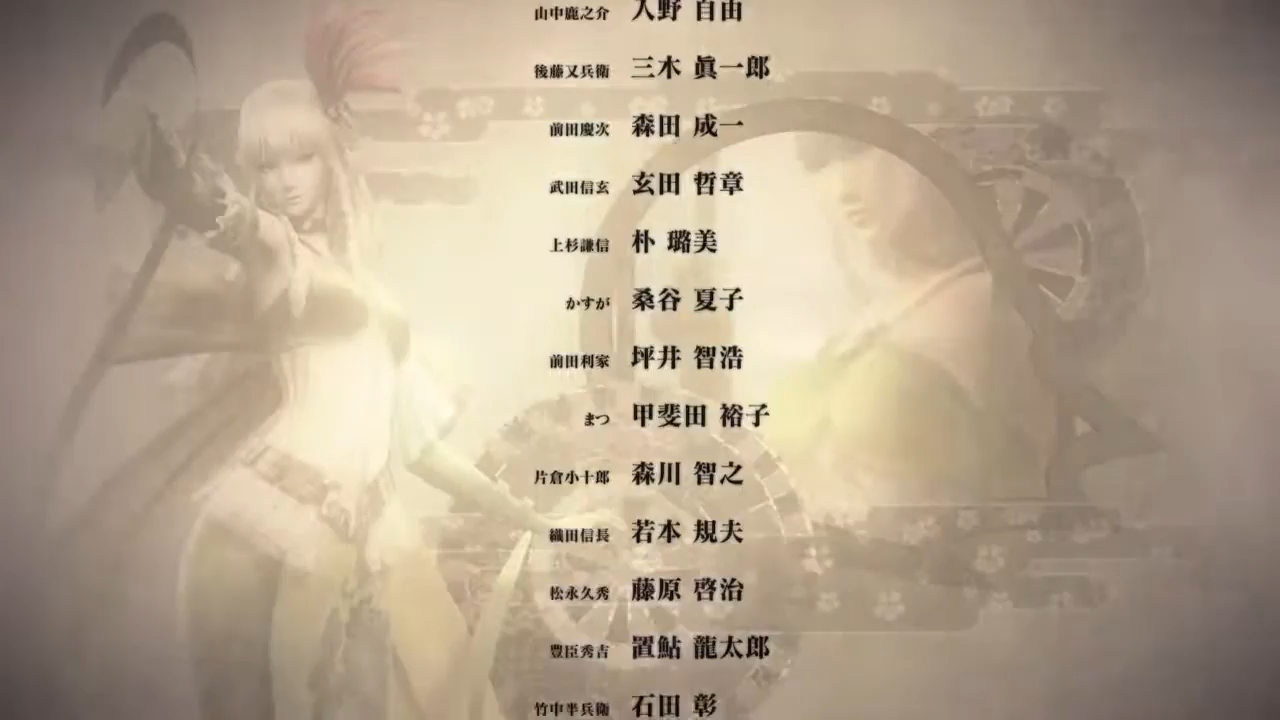 山中鹿之介 入野 自由
後藤又兵衛 三木 眞一郎
前田慶次 森田 成一
武田信玄 玄田 哲章
上杉謙信 朴 璐美
かすが 桑谷 夏子
前田利家 坪井 智浩
まつ 甲斐田 裕子
片倉小十郎 森川 智之
織田信長 若本 規夫
松永久秀 藤原 啓治
豊臣秀吉 置鮎 龍太郎
竹中半兵衛 石田 彰